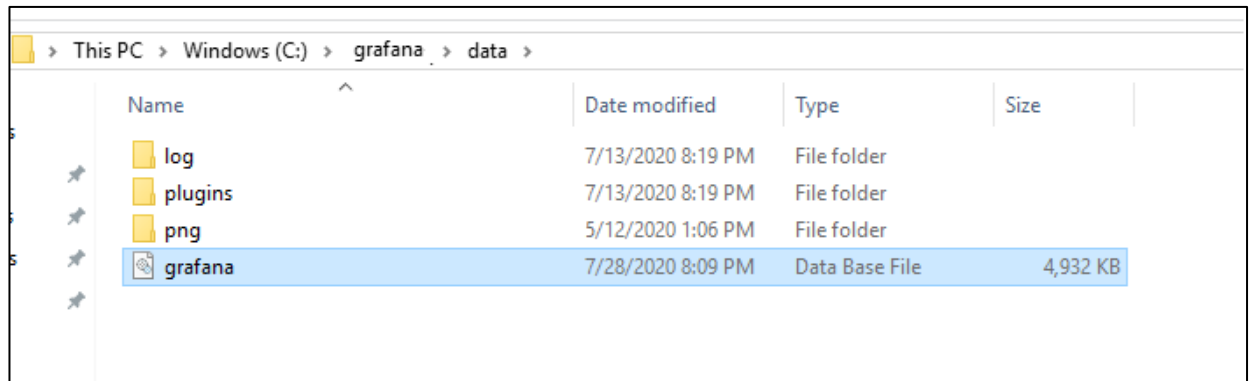 This PC > Windows (C:) > grafana > data >
Name Date modified Type Size
log 7/13/2020 8:19 PM File folder
plugins 7/13/2020 8:19 PM File folder
png 5/12/2020 1:06 PM File folder
grafana 7/28/2020 8:09 PM Data Base File 4,932 KB